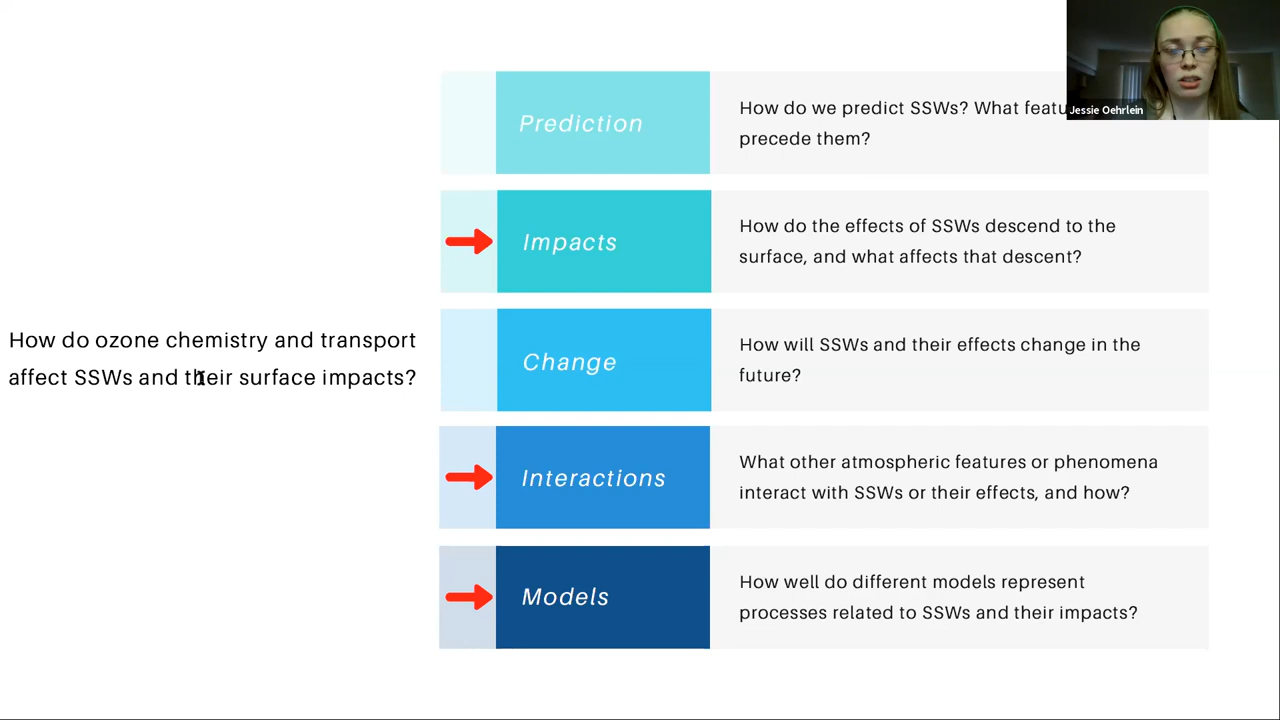 Jessie Oehrlein
Prediction
How do we predict SSWs? What
precede them?
Impacts
How do the effects of SSWs descend to the
surface, and what affects that descent?
How do ozone chemistry and transport
affect SSWs and their surface impacts?
Change
How will SSWs and their effects change in the
future?
Interactions
What other atmospheric features or phenomena
interact with SSWs or their effects, and how?
Models
How well do different models represent
processes related to SSWs and their impacts?